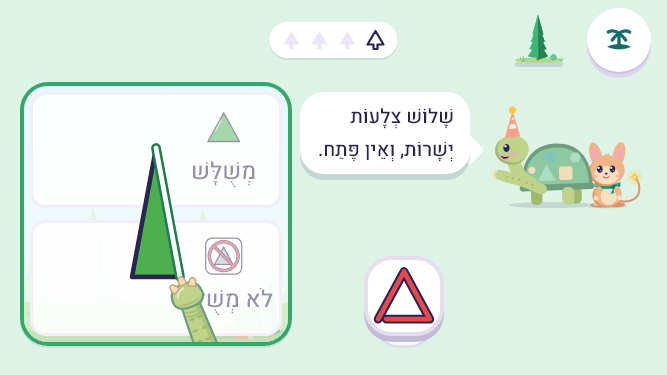 שָׁלוֹשׁ צְלָעוֹת
יְשָׁרוֹת, וְאֵין פֶּתַח.
מְשֻׁלָּשׁ
לֹא